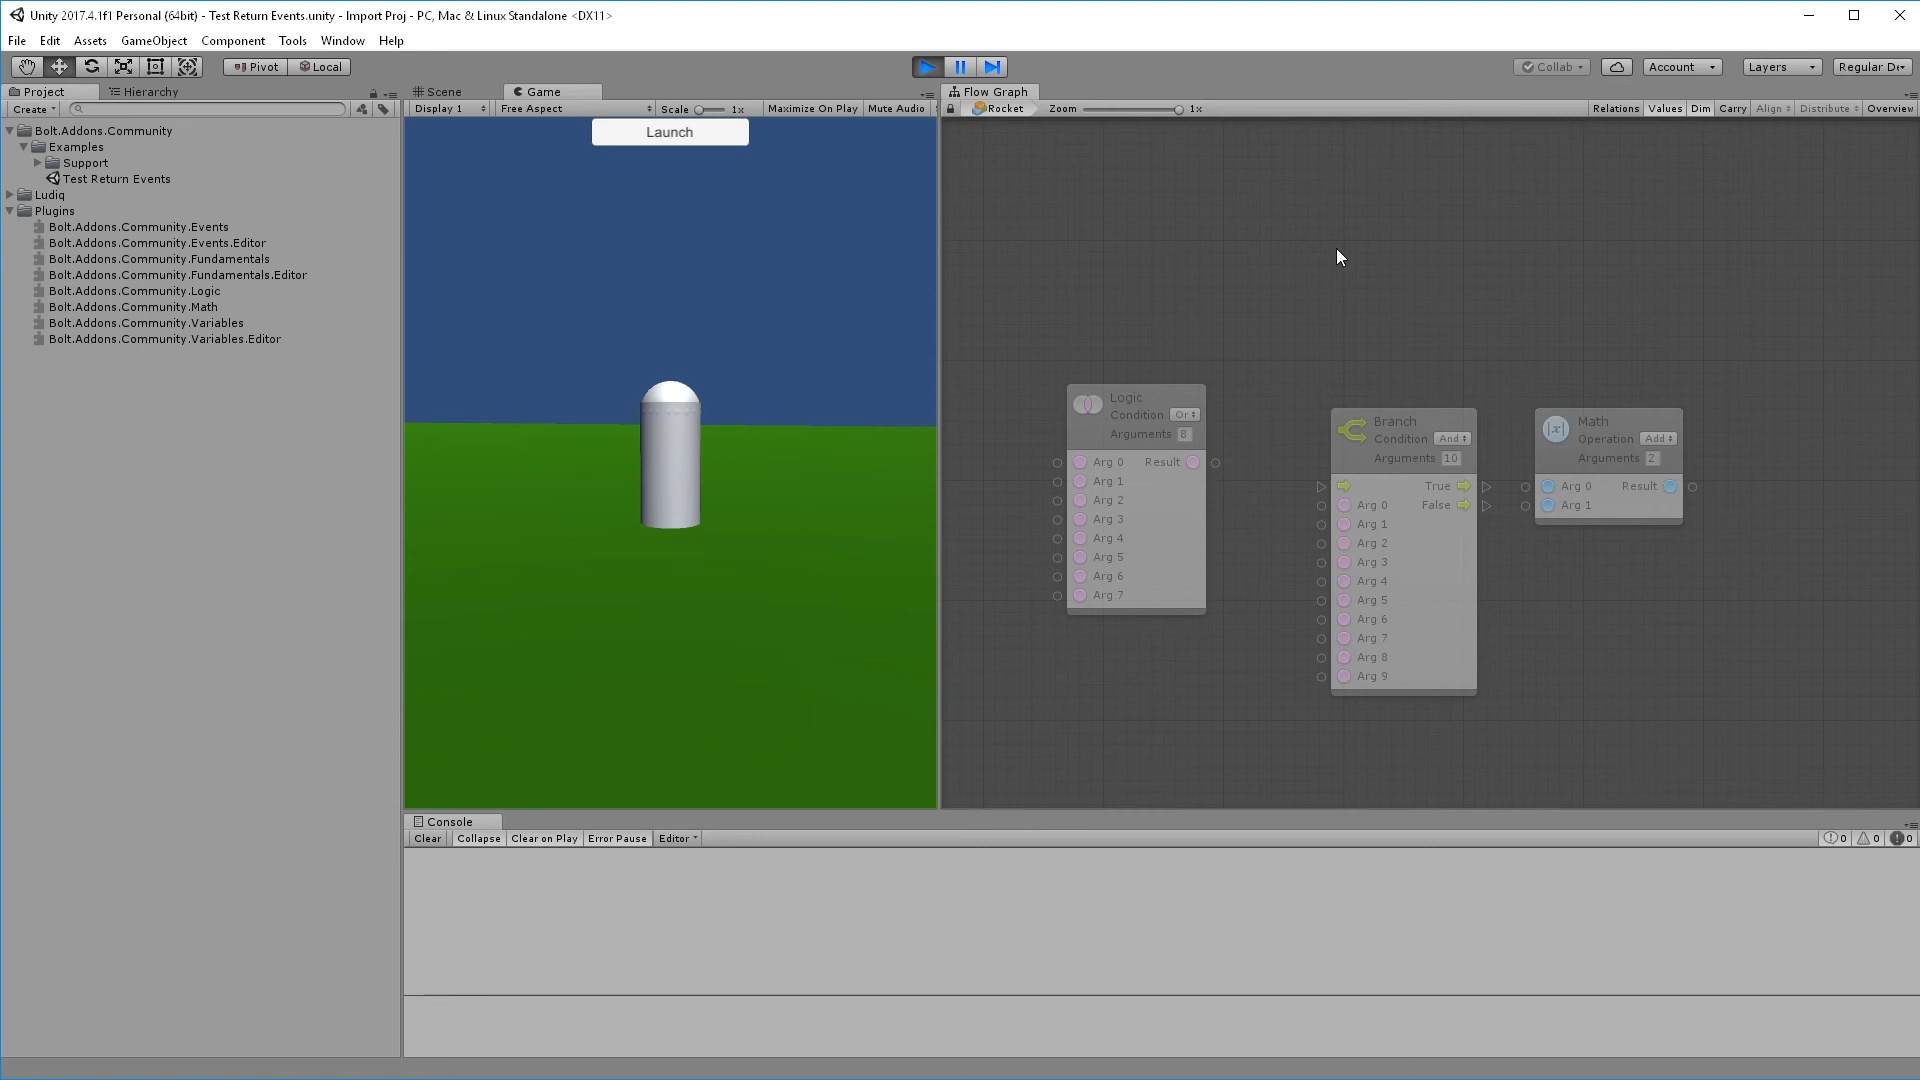 Unity 2017.4.1f1 Personal (64bit) - Test Return Events.unity - Import Proj - PC, Mac & Linux Standalone <DX11>
File Edit Assets GameObject Component Tools Window Help
Pivot Local Collab Account Layers
Project Hierarchy Scene Game Flow Graph
Create Display 1 Free Aspect Scale 1x Maximize On Play Mute Audio Rocket Zoom 1x Relations Values Dim Carry Align Distribute Overview
Bolt.Addons.Community
Examples
Support
Test Return Events
Ludiq
Plugins
Bolt.Addons.Community.Events
Bolt.Addons.Community.Events.Editor
Bolt.Addons.Community.Fundamentals
Bolt.Addons.Community.Fundamentals.Editor
Bolt.Addons.Community.Logic
Bolt.Addons.Community.Math
Bolt.Addons.Community.Variables
Bolt.Addons.Community.Variables.Editor
Launch
Logic
Condition Or
Arguments 8
Arg 0 Result
Arg 1
Arg 2
Arg 3
Arg 4
Arg 5
Arg 6
Arg 7
Branch
Condition And
Arguments 10
True
Arg 0 False
Arg 1
Arg 2
Arg 3
Arg 4
Arg 5
Arg 6
Arg 7
Arg 8
Arg 9
|x| Math
Operation Add
Arguments 2
Arg 0 Result
Arg 1
Console
Clear Collapse Clear on Play Error Pause Editor 0 0 0